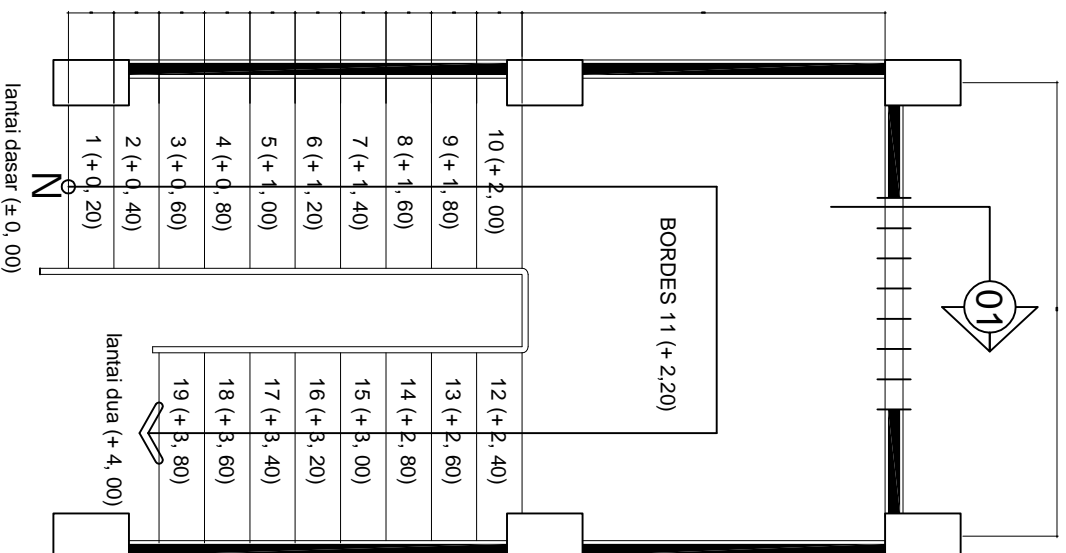 lantai dasar (± 0, 00)
N
1 (+ 0, 20)
2 (+ 0, 40)
3 (+ 0, 60)
4 (+ 0, 80)
5 (+ 1, 00)
6 (+ 1, 20)
7 (+ 1, 40)
8 (+ 1, 60)
9 (+ 1, 80)
10 (+ 2, 00)
BORDES 11 (+ 2,20)
12 (+ 2, 40)
13 (+ 2, 60)
14 (+ 2, 80)
15 (+ 3, 00)
16 (+ 3, 20)
17 (+ 3, 40)
18 (+ 3, 60)
19 (+ 3, 80)
lantai dua (+ 4, 00)
01